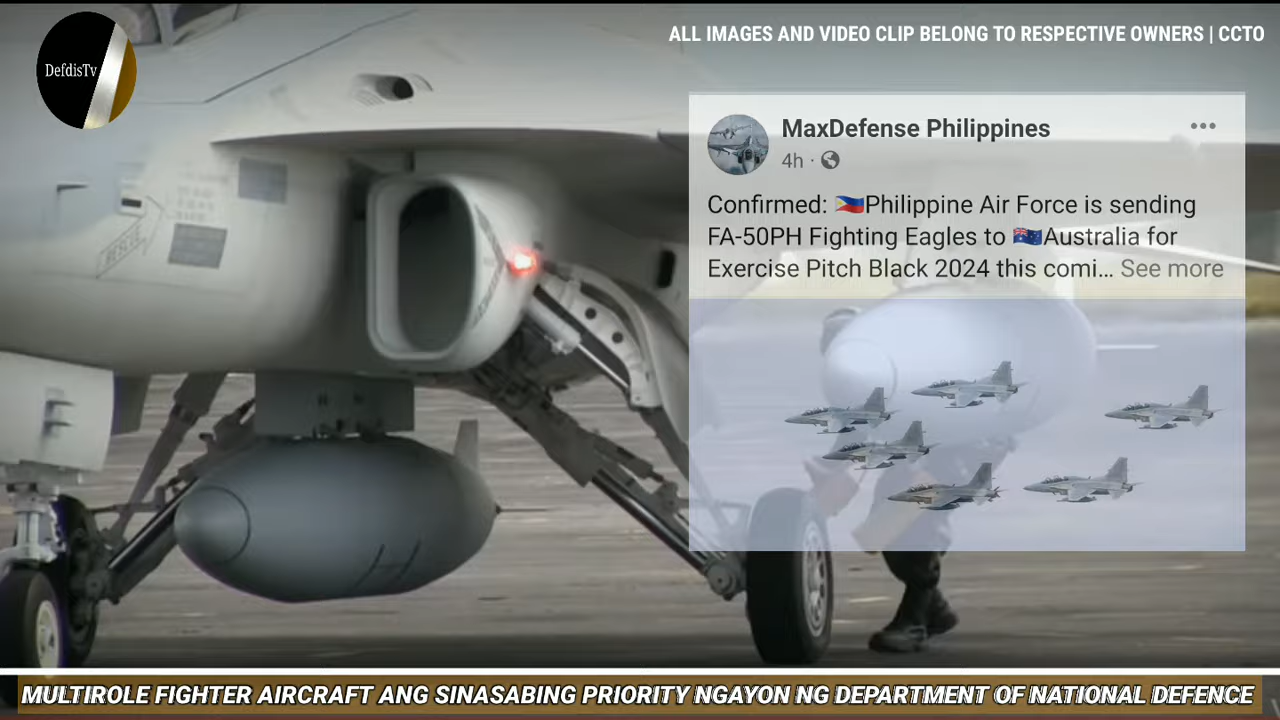 DefdisTv
ALL IMAGES AND VIDEO CLIP BELONG TO RESPECTIVE OWNERS | CCTO
MaxDefense Philippines
4h ·
Confirmed: 🇵🇭Philippine Air Force is sending
FA-50PH Fighting Eagles to 🇦🇺Australia for
Exercise Pitch Black 2024 this comi... See more
RESCUE
MULTIROLE FIGHTER AIRCRAFT ANG SINASABING PRIORITY NGAYON NG DEPARTMENT OF NATIONAL DEFENCE